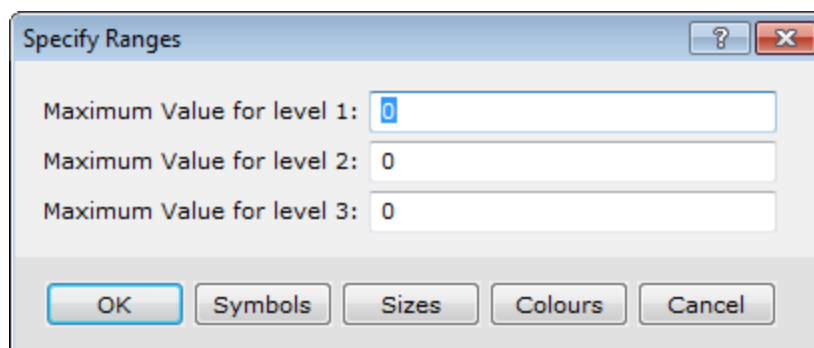 Specify Ranges
Maximum Value for level 1: 0
Maximum Value for level 2: 0
Maximum Value for level 3: 0
OK Symbols Sizes Colours Cancel